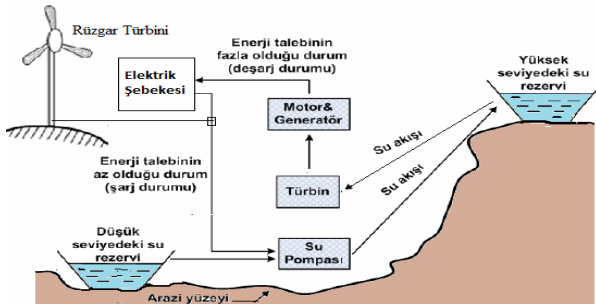 Rüzgar Türbini
Enerji talebinin
fazla olduğu durum
(deşarj durumu)
Yüksek
seviyedeki su
rezervi
Elektrik
Şebekesi
Motor&
Generatör
Su akışı
Su akışı
Enerji talebinin
az olduğu durum
(şarj durumu)
Türbin
Düşük
seviyedeki su
rezervi
Su
Pompası
Arazi yüzeyi